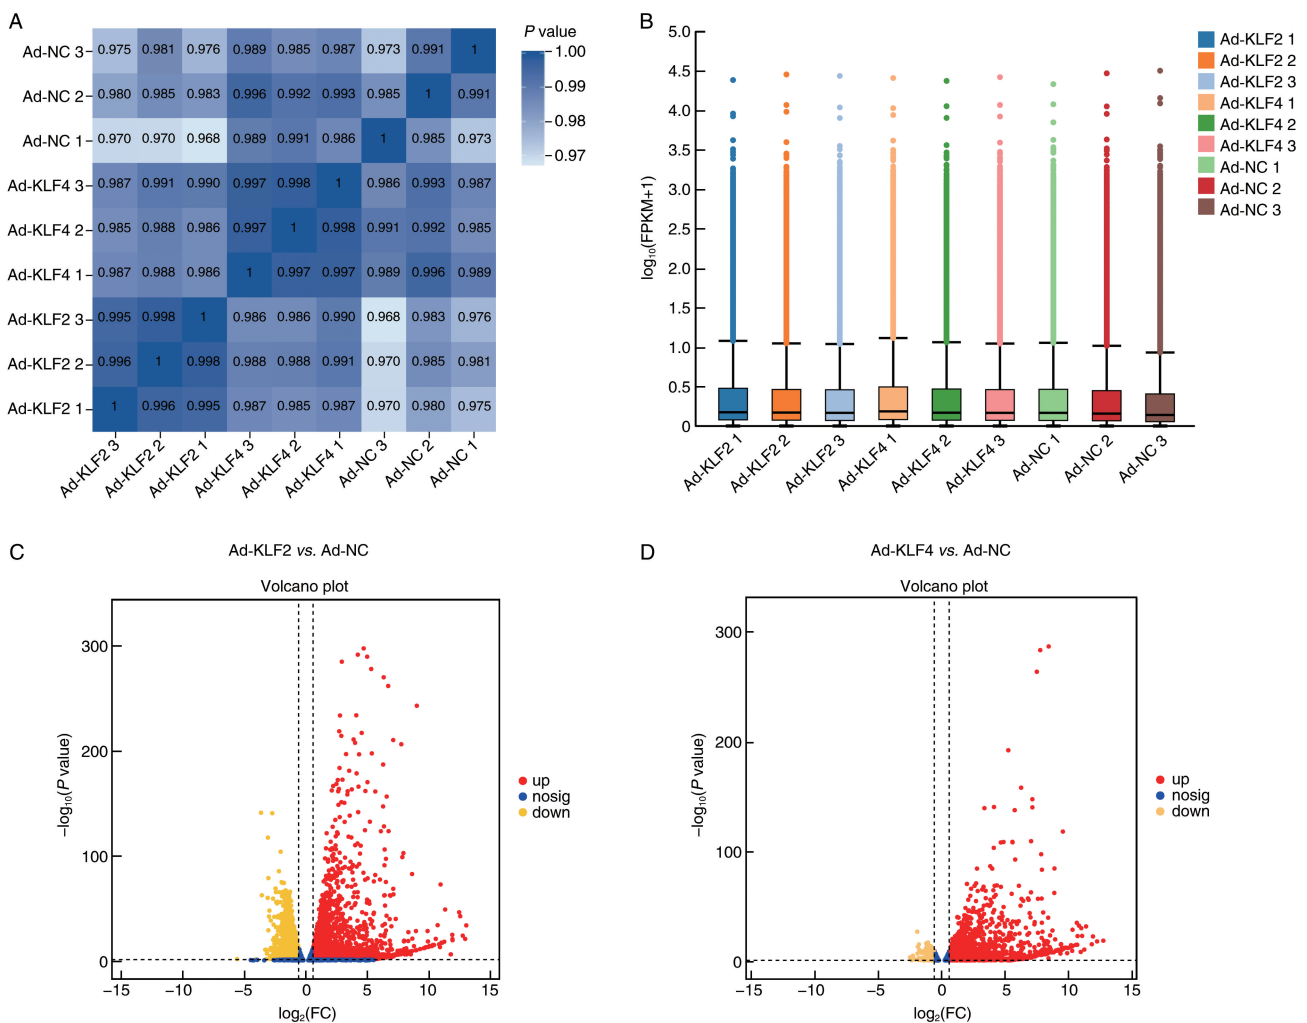 A
P value
Ad-NC 3 0.975 0.981 0.976 0.989 0.985 0.987 0.973 0.991 1
Ad-NC 2 0.980 0.985 0.983 0.996 0.992 0.993 0.985 1 0.991
Ad-NC 1 0.970 0.970 0.968 0.989 0.991 0.986 1 0.985 0.973
Ad-KLF4 3 0.987 0.991 0.990 0.997 0.998 1 0.986 0.993 0.987
Ad-KLF4 2 0.985 0.988 0.986 0.997 1 0.998 0.991 0.992 0.985
Ad-KLF4 1 0.987 0.988 0.986 1 0.997 0.997 0.989 0.996 0.989
Ad-KLF2 3 0.995 0.998 1 0.986 0.986 0.990 0.968 0.983 0.976
Ad-KLF2 2 0.996 1 0.998 0.988 0.988 0.991 0.970 0.985 0.981
Ad-KLF2 1 1 0.996 0.995 0.987 0.985 0.987 0.970 0.980 0.975
Ad-KLF2 3 Ad-KLF2 2 Ad-KLF2 1 Ad-KLF4 3 Ad-KLF4 2 Ad-KLF4 1 Ad-NC 3 Ad-NC 2 Ad-NC 1
1.00
0.99
0.98
0.97
B
log₁₀(FPKM+1)
5.0
4.5
4.0
3.5
3.0
2.5
2.0
1.5
1.0
0.5
0
Ad-KLF2 1 Ad-KLF2 2 Ad-KLF2 3 Ad-KLF4 1 Ad-KLF4 2 Ad-KLF4 3 Ad-NC 1 Ad-NC 2 Ad-NC 3
Ad-KLF2 1
Ad-KLF2 2
Ad-KLF2 3
Ad-KLF4 1
Ad-KLF4 2
Ad-KLF4 3
Ad-NC 1
Ad-NC 2
Ad-NC 3
C
Ad-KLF2 vs. Ad-NC
Volcano plot
−log₁₀(P value)
300
200
100
0
−15 −10 −5 0 5 10 15
log₂(FC)
up
nosig
down
D
Ad-KLF4 vs. Ad-NC
Volcano plot
−log₁₀(P value)
300
200
100
0
−15 −10 −5 0 5 10 15
log₂(FC)
up
nosig
down